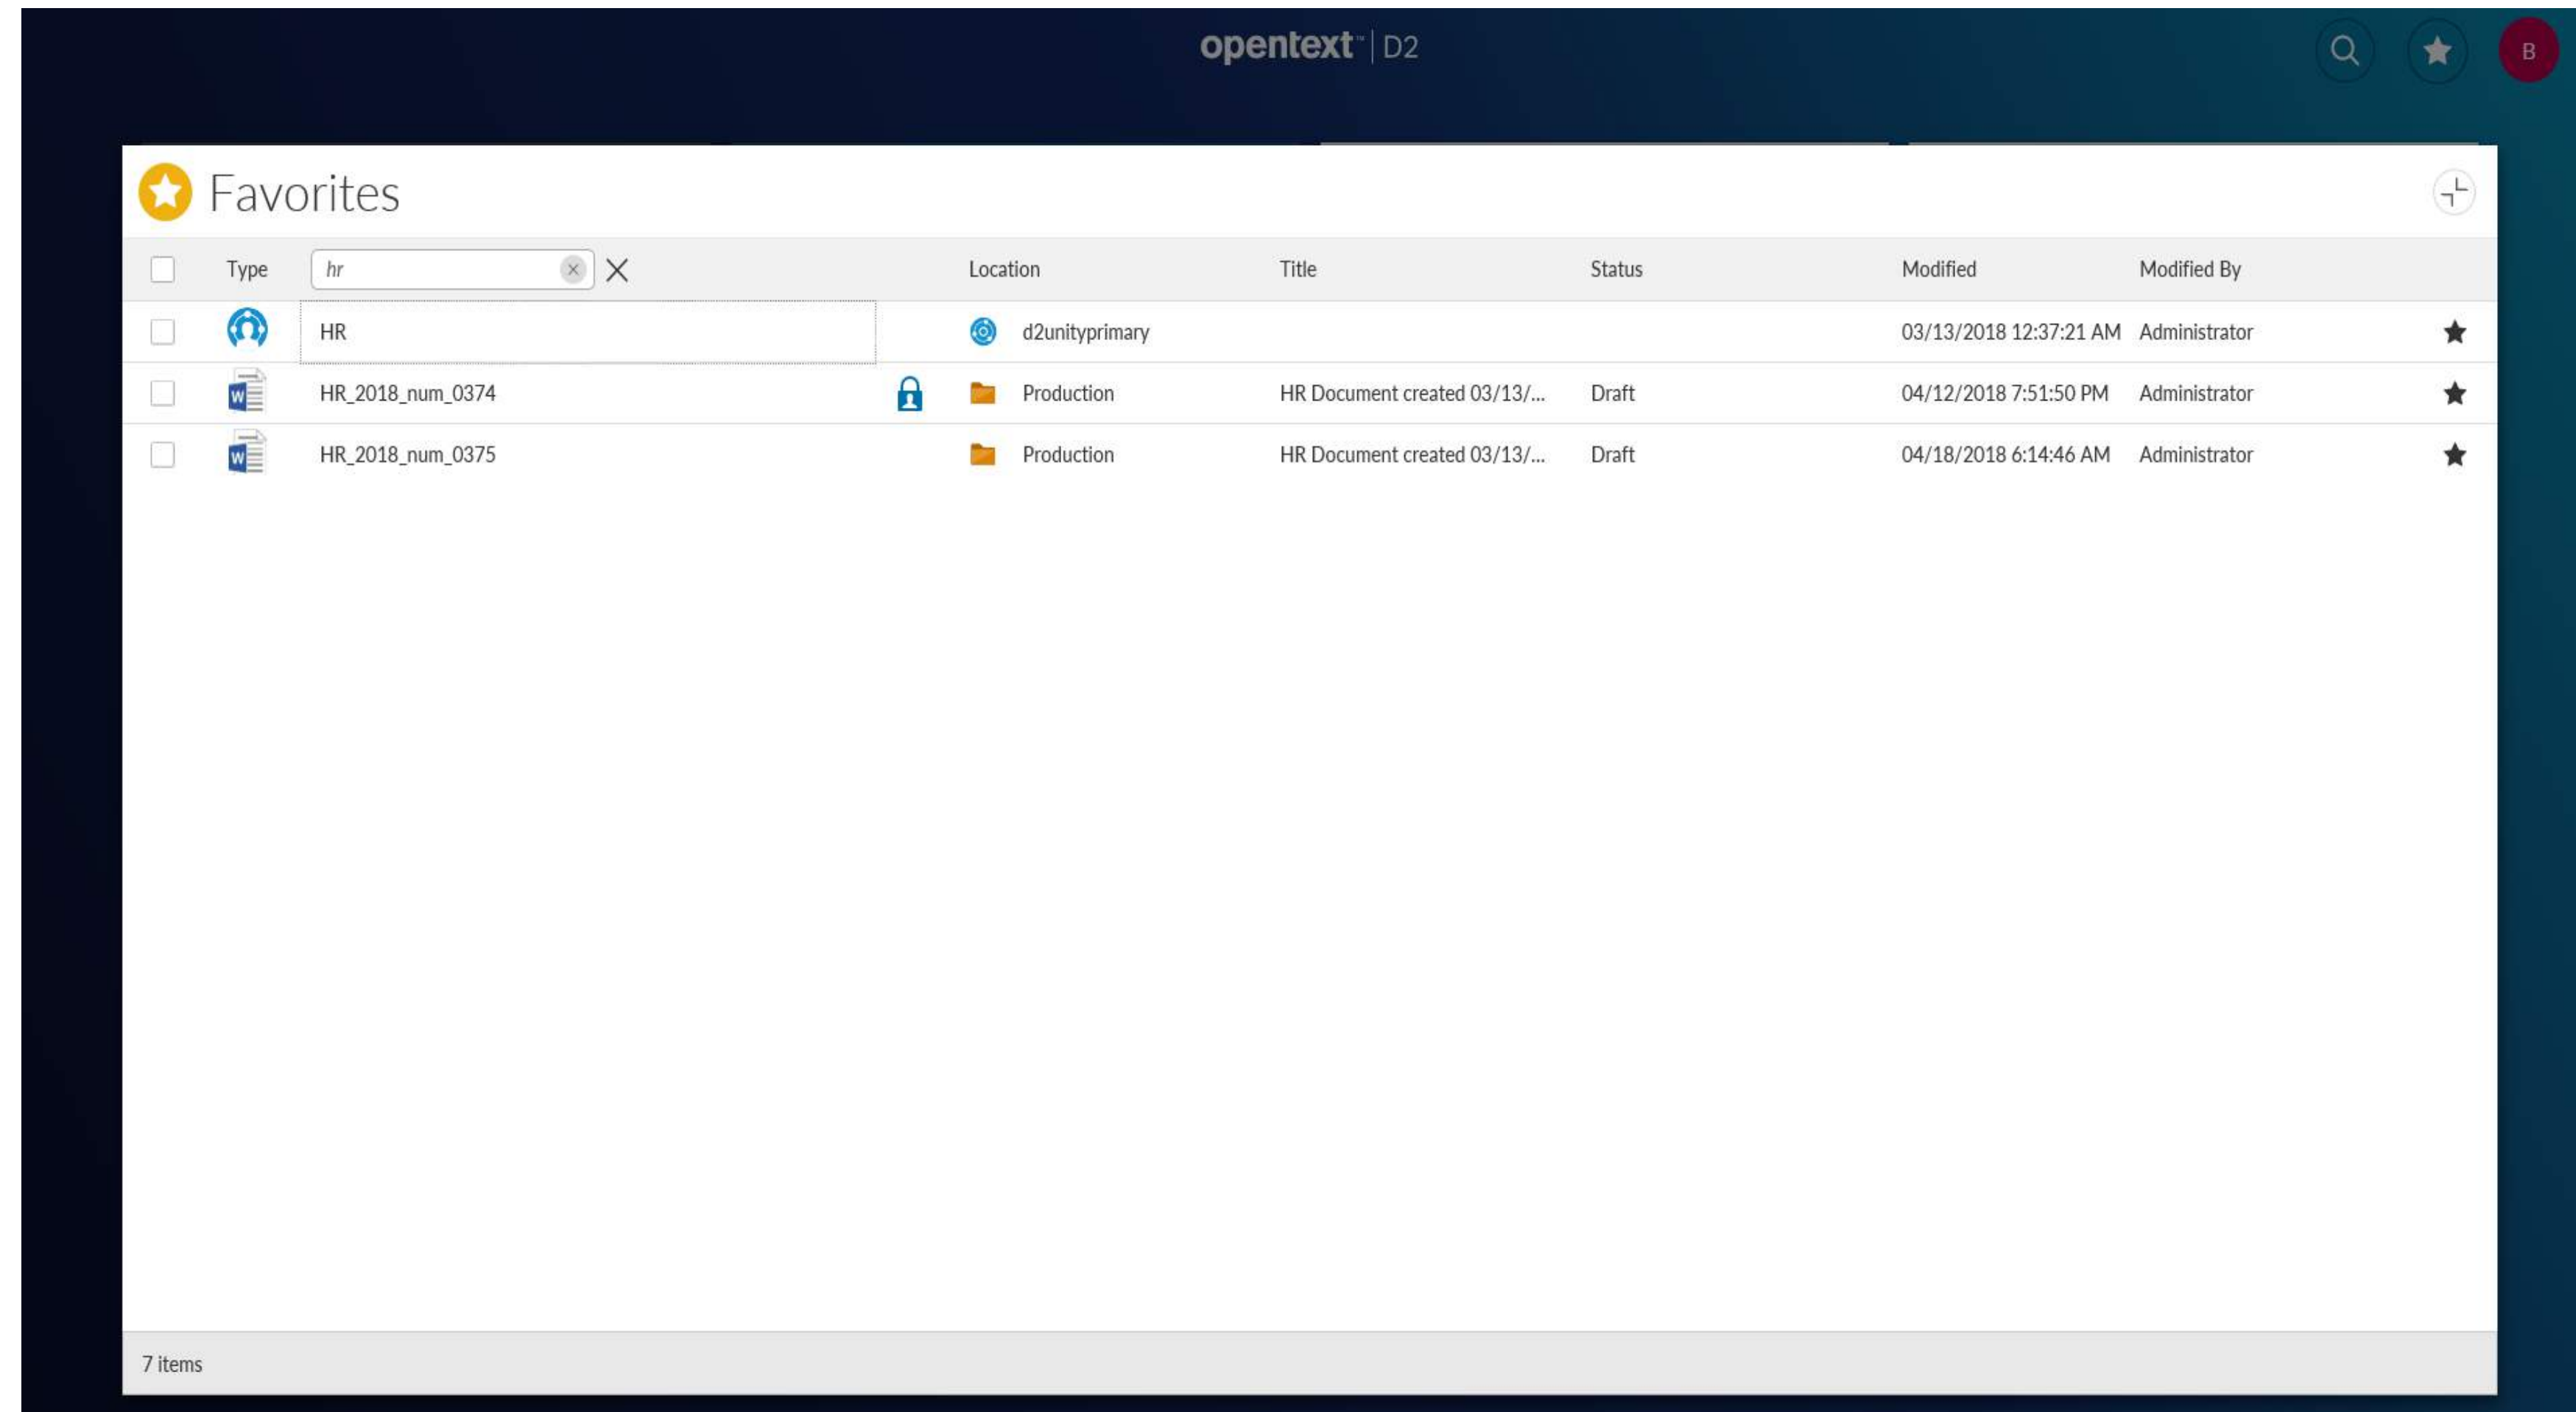 opentext™ | D2
B
Favorites
Type hr Location Title Status Modified Modified By
HR d2unityprimary 03/13/2018 12:37:21 AM Administrator
HR_2018_num_0374 Production HR Document created 03/13/... Draft 04/12/2018 7:51:50 PM Administrator
HR_2018_num_0375 Production HR Document created 03/13/... Draft 04/18/2018 6:14:46 AM Administrator
7 items